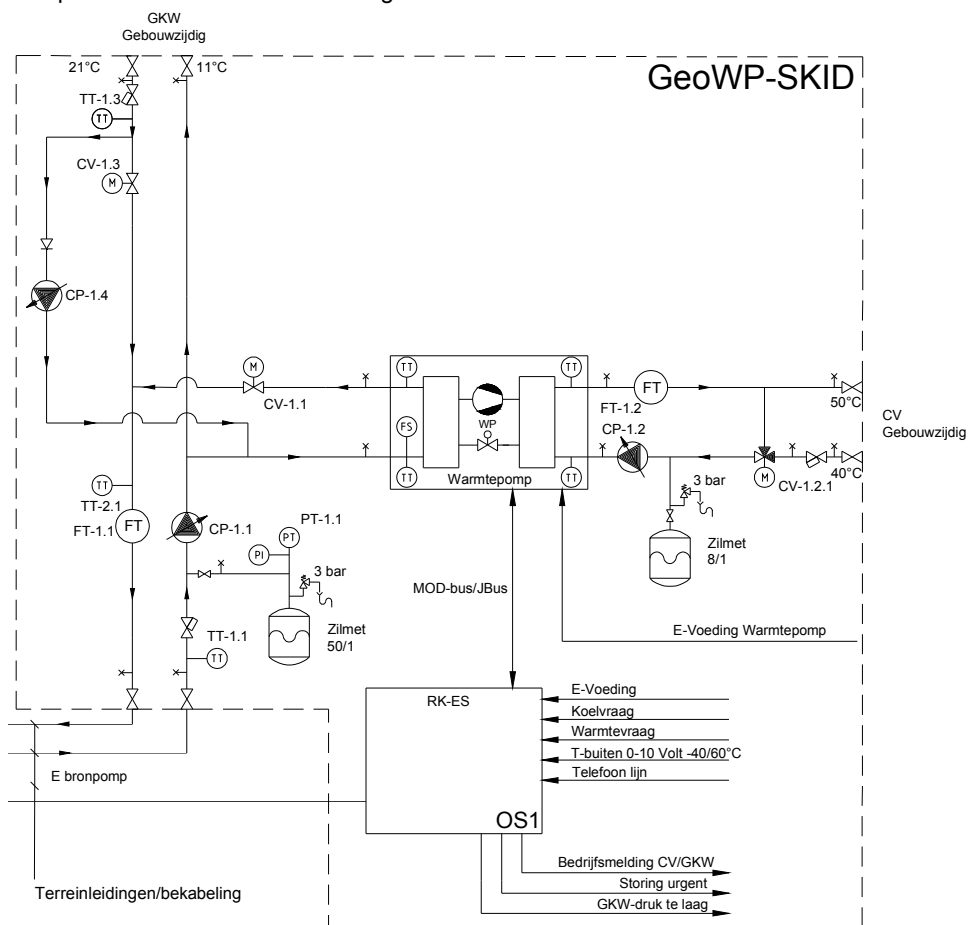 GKW
Gebouwzijdig
21°C
11°C
GeoWP-SKID
TT-1.3
TT
CV-1.3
M
CP-1.4
M
CV-1.1
TT
TT
FT
FT-1.2
50°C
CV
Gebouwzijdig
FS
WP
CP-1.2
40°C
TT
Warmtepomp
TT
M
CV-1.2.1
3 bar
TT
TT-2.1
FT-1.1
FT
CP-1.1
PT-1.1
PT
PI
3 bar
Zilmet
8/1
MOD-bus/JBus
TT-1.1
TT
Zilmet
50/1
E-Voeding Warmtepomp
RK-ES
E-Voeding
Koelvraag
Warmtevraag
T-buiten 0-10 Volt -40/60°C
Telefoon lijn
E bronpomp
OS1
Bedrijfsmelding CV/GKW
Storing urgent
GKW-druk te laag
Terreinleidingen/bekabeling